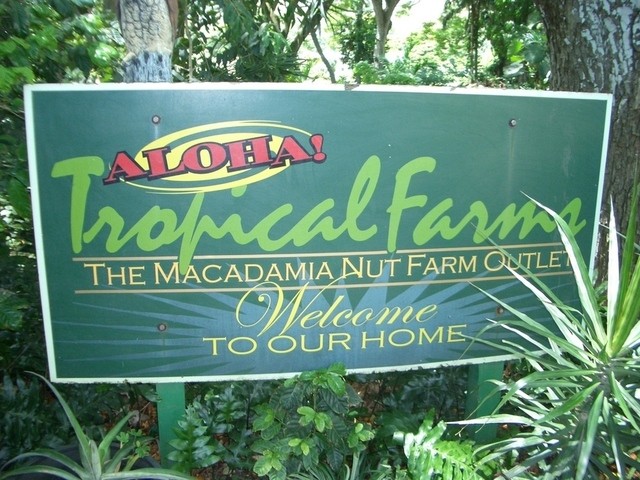 ALOHA!
Tropical Farms
THE MACADAMIA NUT FARM OUTLET
Welcome
TO OUR HOME